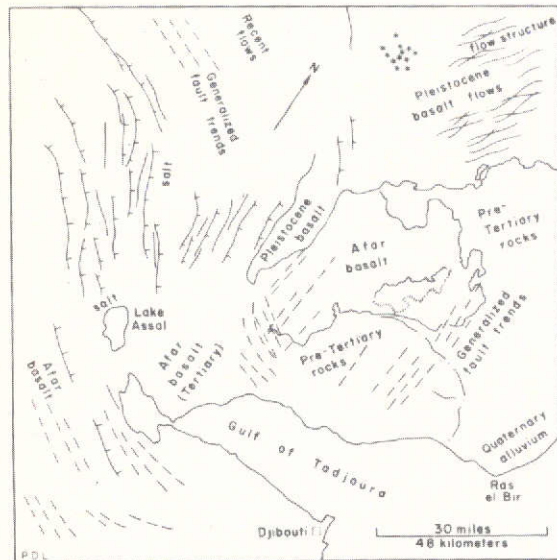 Recent
flows
Generalized
fault trends
flow structure
Pleistocene
basalt flows
N
salt
Pleistocene
basalt
Pre-
Tertiary
rocks
Afar
basalt
salt
Lake
Assal
Afar
basalt
Afar
basalt
(Tertiary)
Pre-Tertiary
rocks
Generalized
fault trends
Gulf of Tadjoura
Quaternary
alluvium
Ras
el Bir
Djibouti
30 miles
48 kilometers
PDL